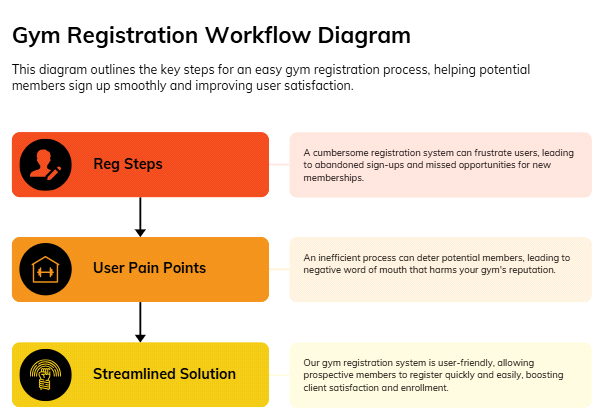 Gym Registration Workflow Diagram
This diagram outlines the key steps for an easy gym registration process, helping potential
members sign up smoothly and improving user satisfaction.
Reg Steps
A cumbersome registration system can frustrate users, leading
to abandoned sign-ups and missed opportunities for new
memberships.
User Pain Points
An inefficient process can deter potential members, leading to
negative word of mouth that harms your gym's reputation.
Streamlined Solution
Our gym registration system is user-friendly, allowing
prospective members to register quickly and easily, boosting
client satisfaction and enrollment.